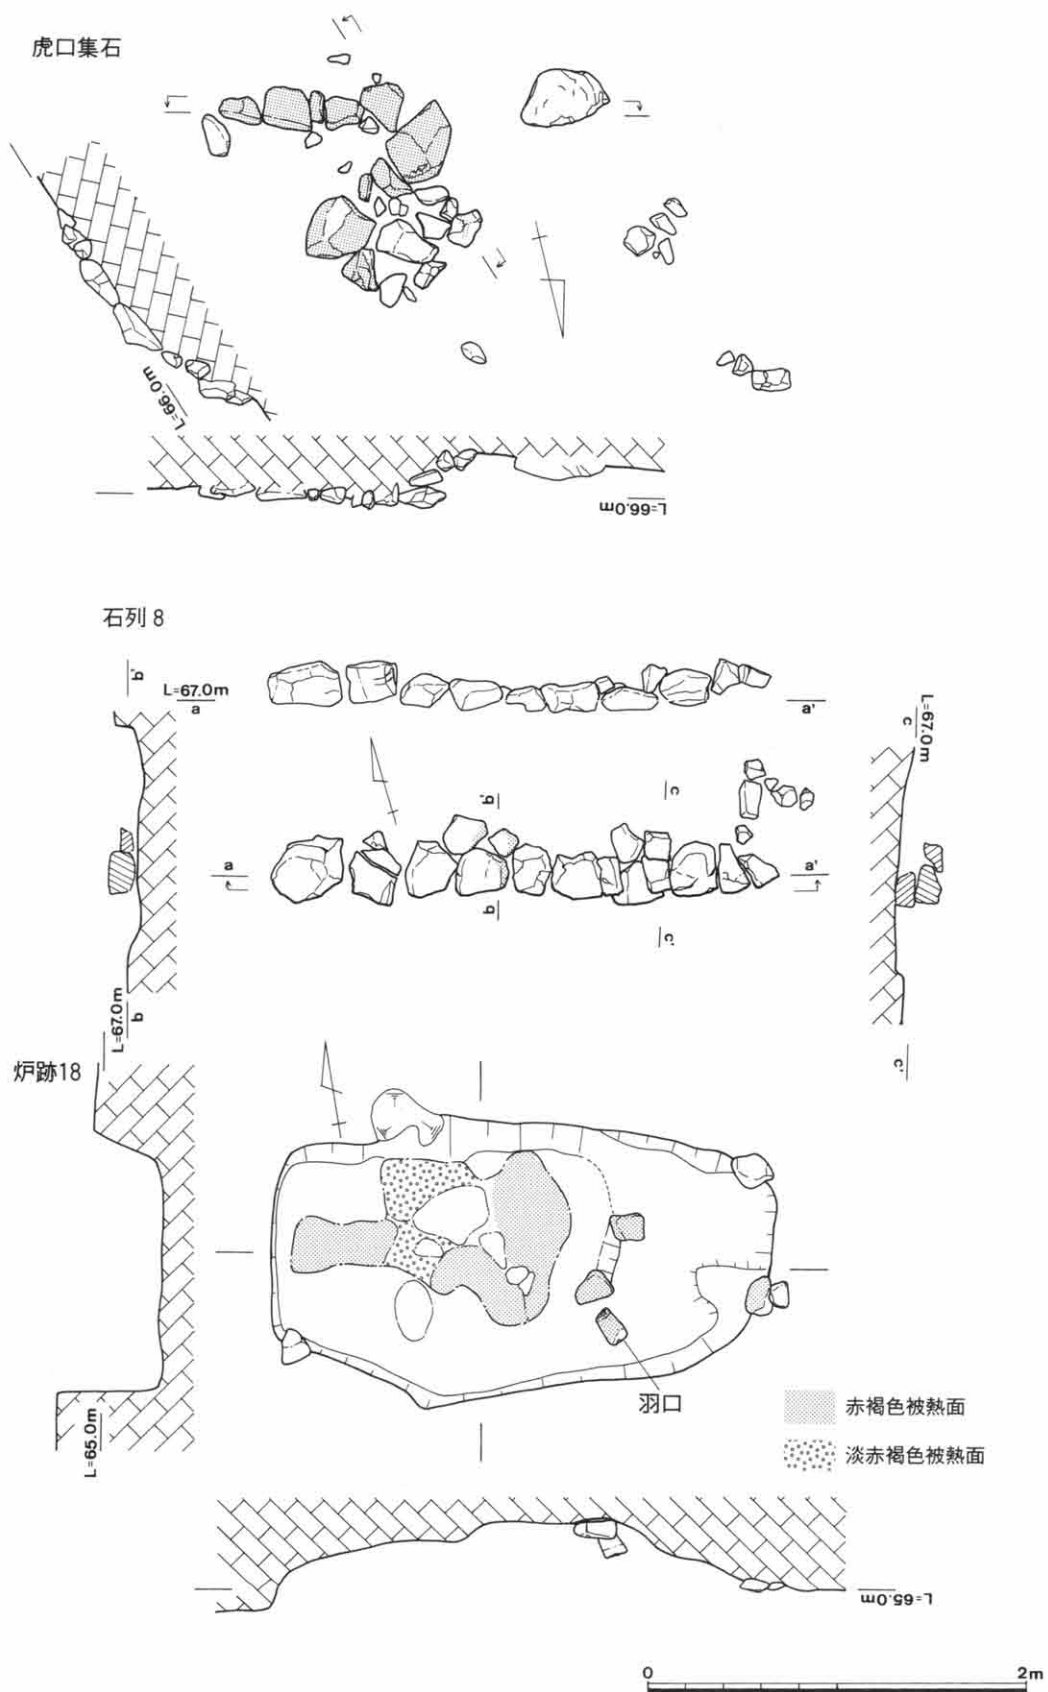 虎口集石
L=66.0m
L=66.0m
石列8
b'
L=67.0m
a
a'
L=67.0m
c
b'
c
a
a'
b
c'
L=67.0m
b
c'
炉跡18
羽口
赤褐色被熱面
淡赤褐色被熱面
L=65.0m
L=65.0m
0 2m